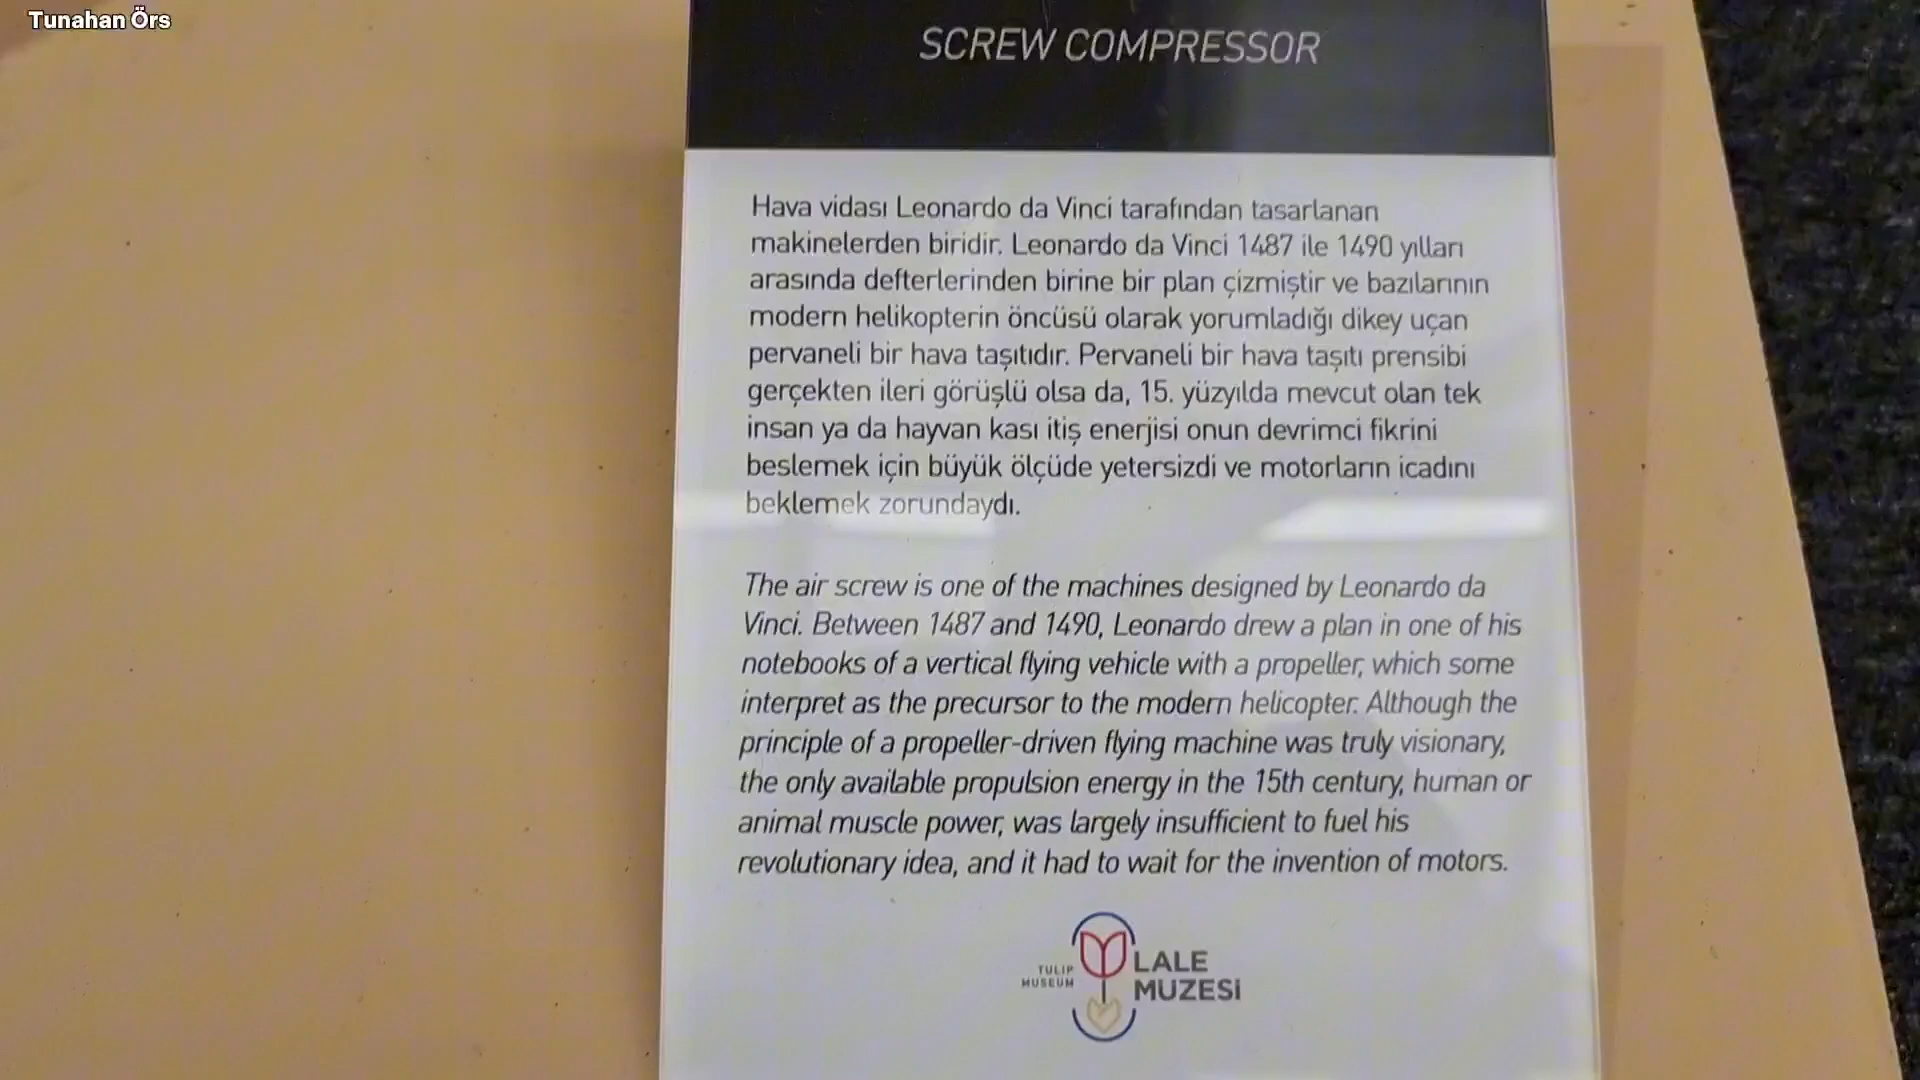 Tunahan Örs
SCREW COMPRESSOR
Hava vidası Leonardo da Vinci tarafından tasarlanan
makinelerden biridir. Leonardo da Vinci 1487 ile 1490 yılları
arasında defterlerinden birine bir plan çizmiştir ve bazılarının
modern helikopterin öncüsü olarak yorumladığı dikey uçan
pervaneli bir hava taşıtıdır. Pervaneli bir hava taşıtı prensibi
gerçekten ileri görüşlü olsa da, 15. yüzyılda mevcut olan tek
insan ya da hayvan kası itiş enerjisi onun devrimci fikrini
beslemek için büyük ölçüde yetersizdi ve motorların icadını
beklemek zorundaydı.
The air screw is one of the machines designed by Leonardo da
Vinci. Between 1487 and 1490, Leonardo drew a plan in one of his
notebooks of a vertical flying vehicle with a propeller, which some
interpret as the precursor to the modern helicopter. Although the
principle of a propeller-driven flying machine was truly visionary,
the only available propulsion energy in the 15th century, human or
animal muscle power, was largely insufficient to fuel his
revolutionary idea, and it had to wait for the invention of motors.
TULIP
MUSEUM
LALE
MÜZESİ